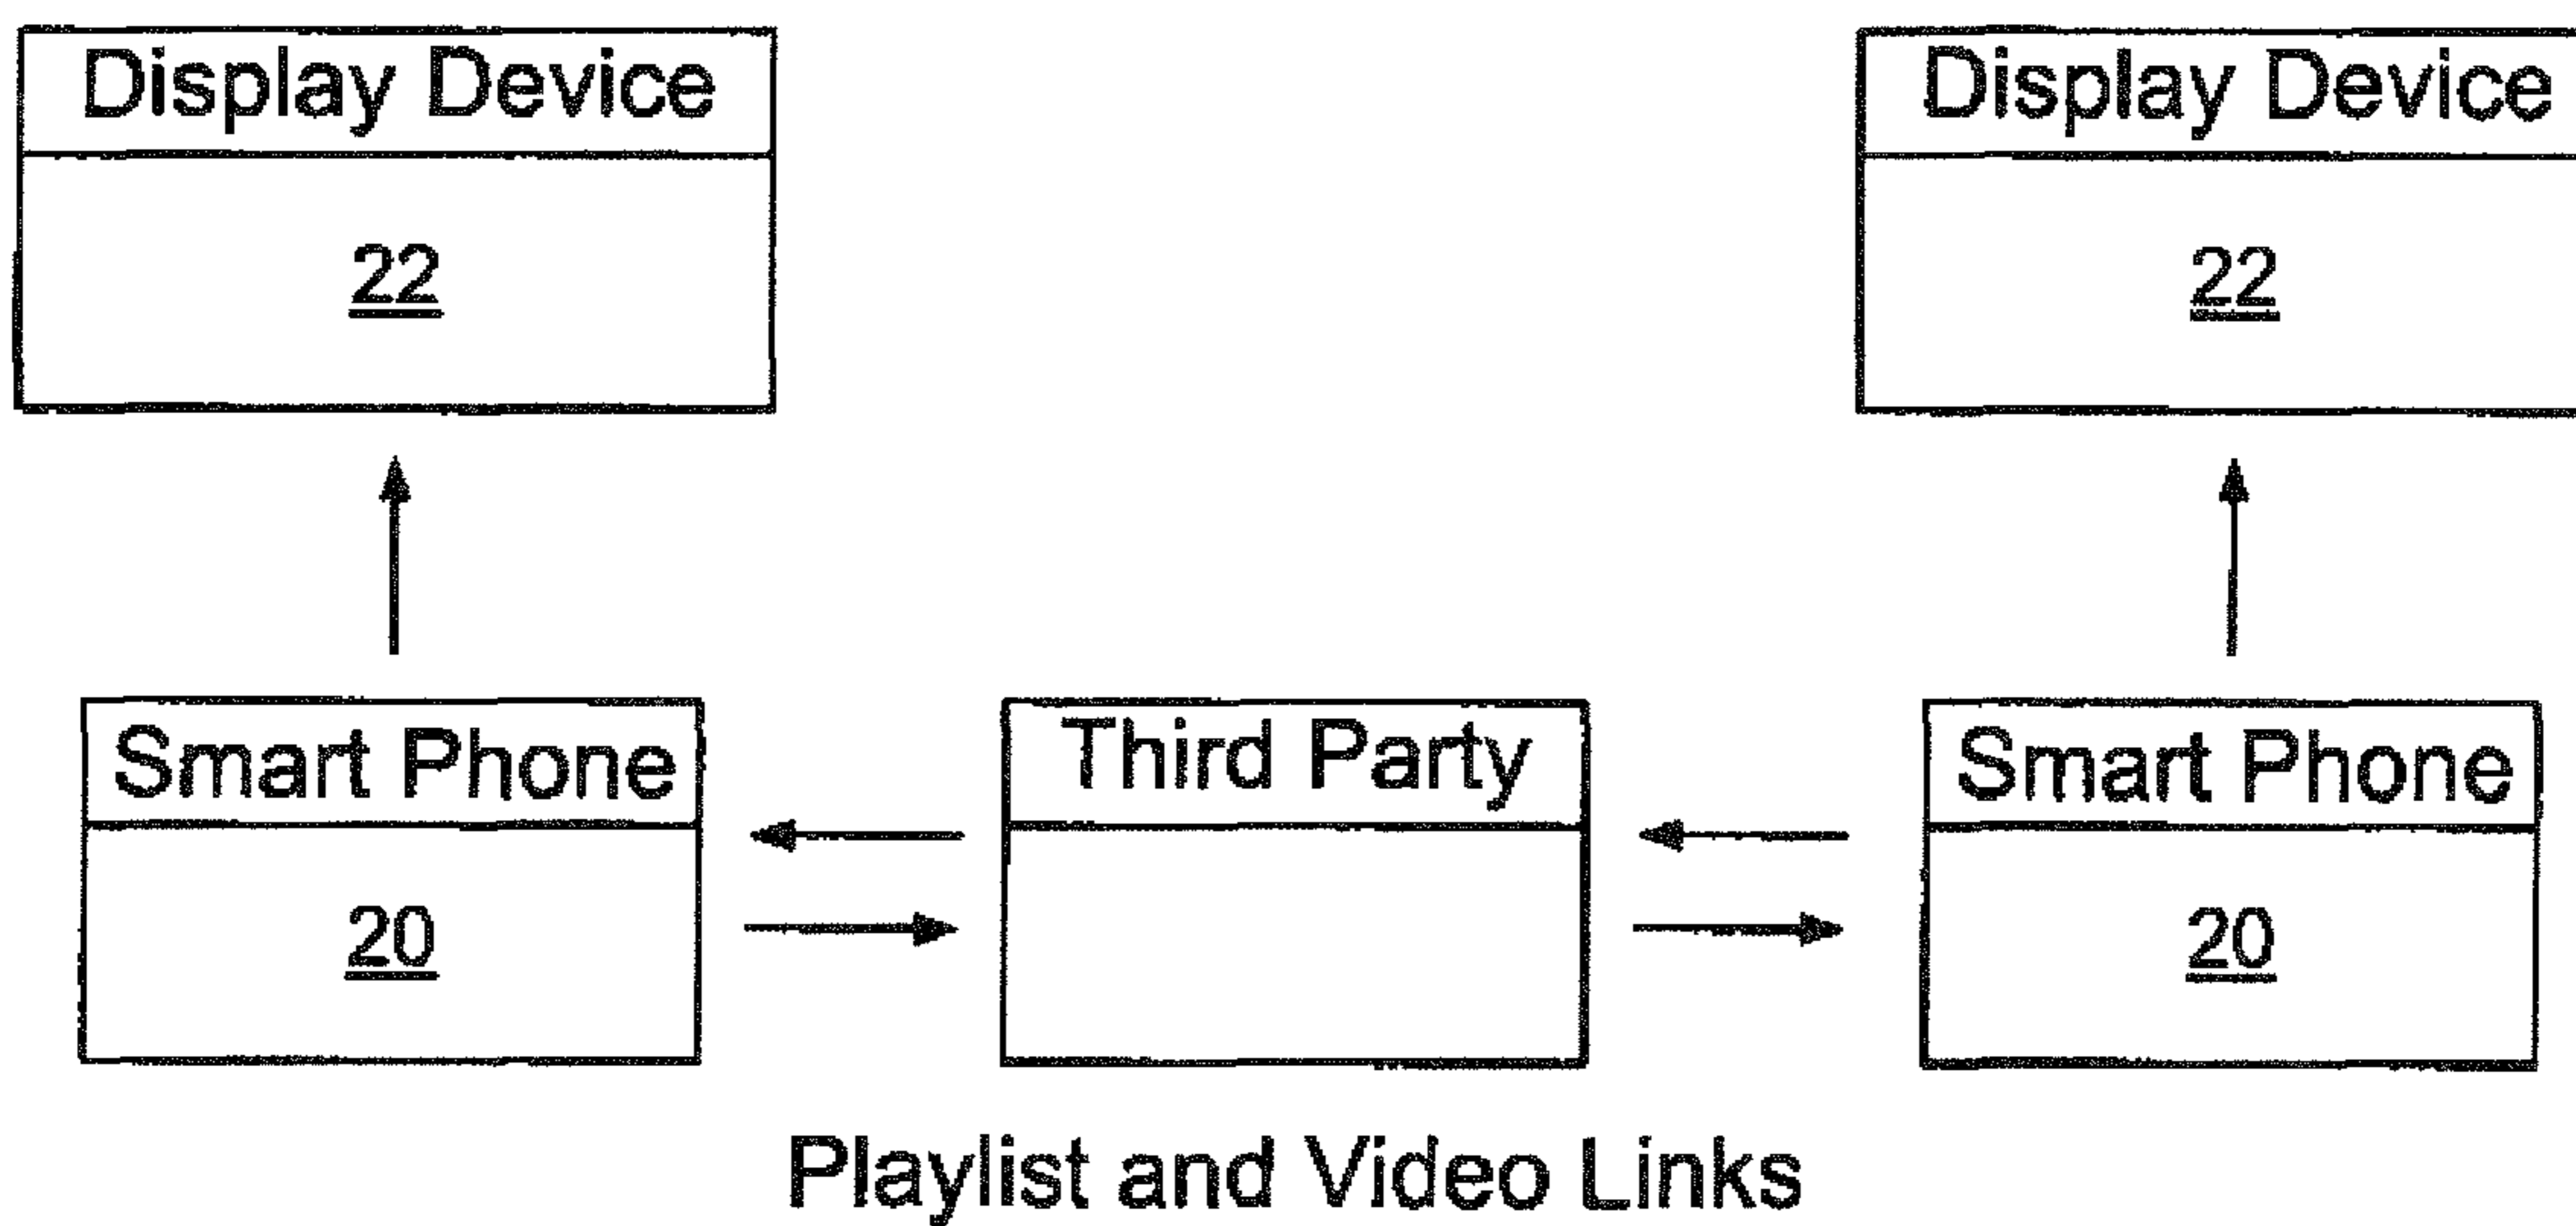 Display Device
Display Device
22
22
Smart Phone
Third Party
Smart Phone
20
20
Playlist and Video Links